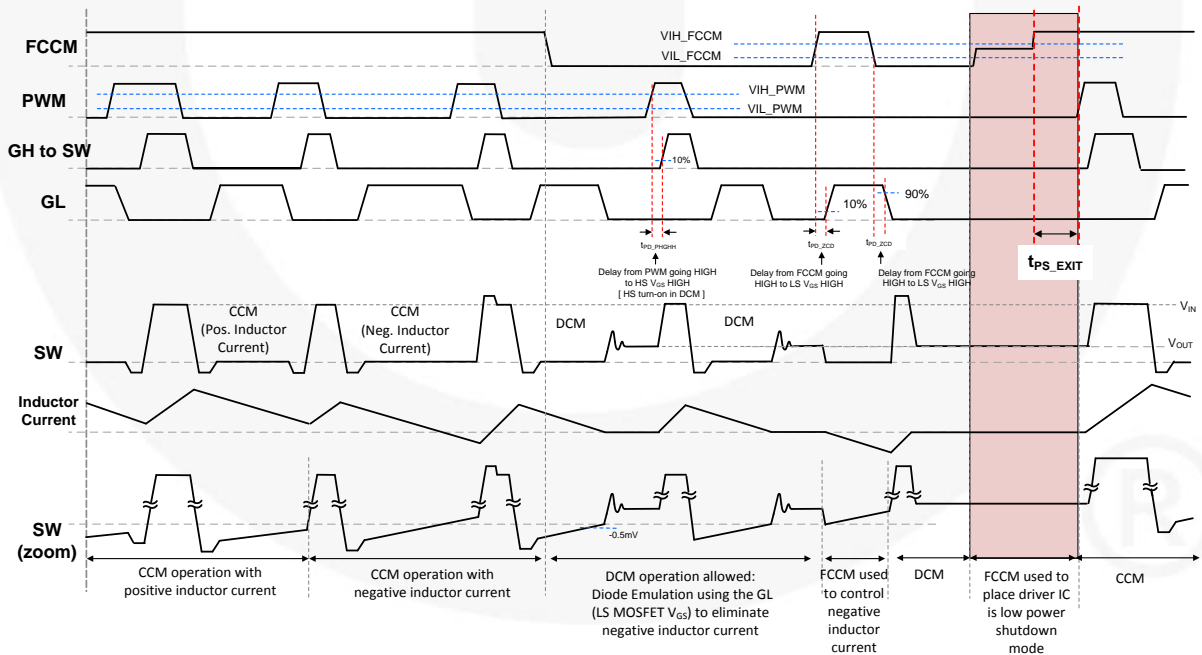 FCCM
VIH_FCCM
VIL_FCCM
PWM
VIH_PWM
VIL_PWM
GH to SW
10%
GL
10%
90%
tPD_PHGHH
tPD_ZCD
tPD_ZCD
tPS_EXIT
Delay from PWM going HIGH
to HS VGS HIGH
[ HS turn-on in DCM ]
Delay from FCCM going
HIGH to LS VGS HIGH
Delay from FCCM going
HIGH to LS VGS HIGH
SW
CCM
(Pos. Inductor
Current)
CCM
(Neg. Inductor
Current)
DCM
DCM
VIN
VOUT
Inductor
Current
SW
(zoom)
-0.5mV
CCM operation with
positive inductor current
CCM operation with
negative inductor current
DCM operation allowed:
Diode Emulation using the GL
(LS MOSFET VGS) to eliminate
negative inductor current
FCCM used
to control
negative
inductor
current
DCM
FCCM used to
place driver IC
is low power
shutdown
mode
CCM
®